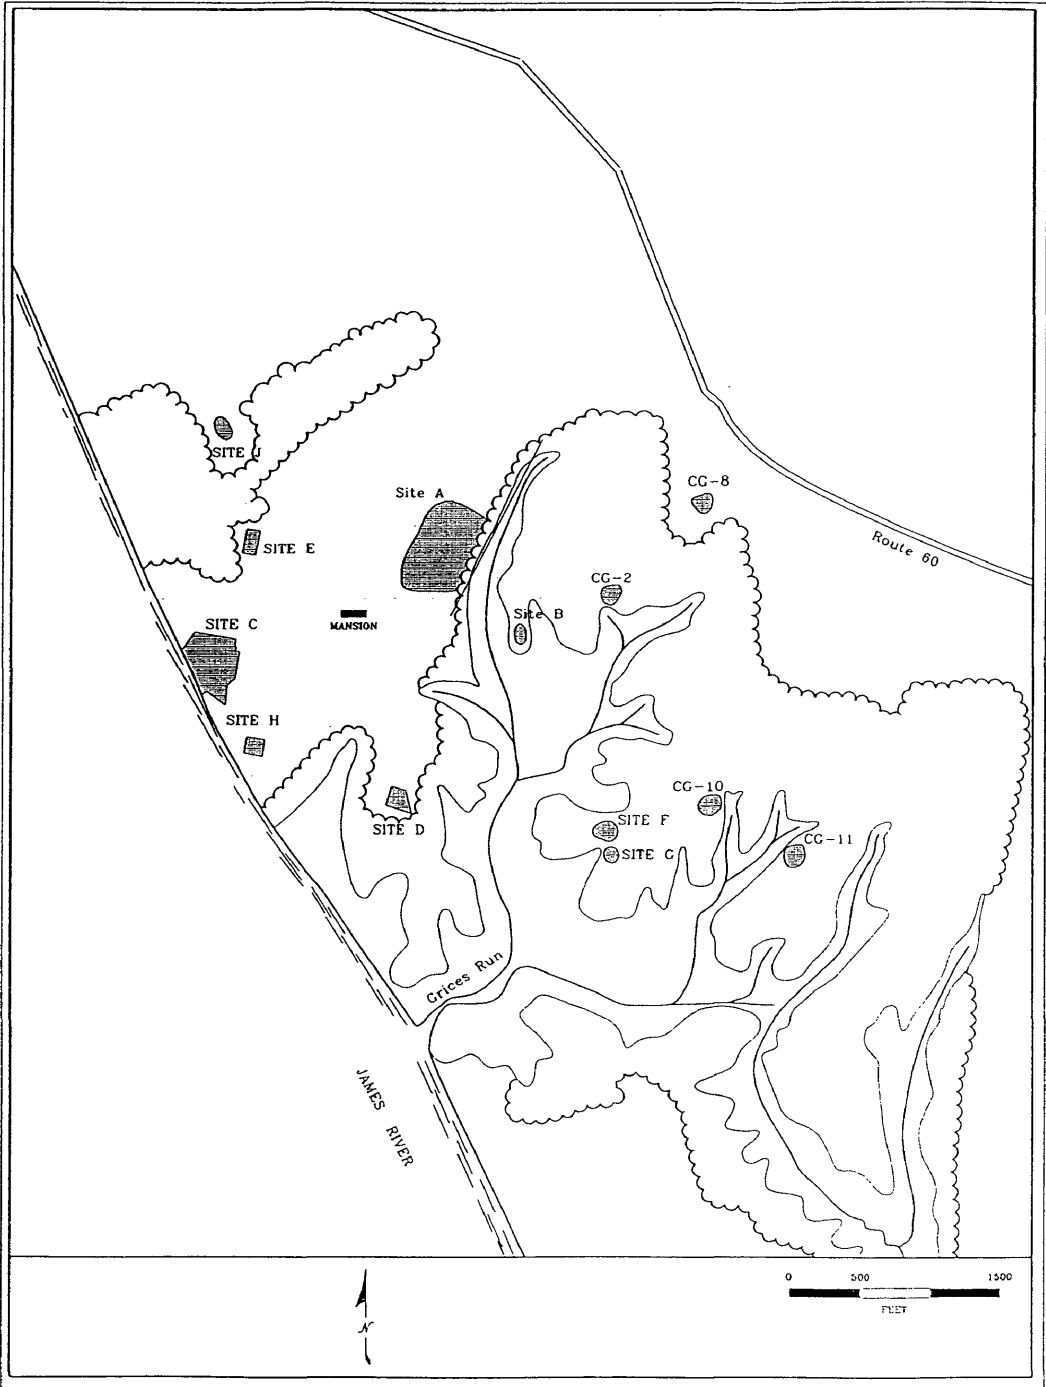 SITE J
Site A
CG-8
Route 60
SITE E
CG-2
Site B
MANSION
SITE C
SITE H
CG-10
SITE F
SITE D
CG-11
SITE G
Grices Run
JAMES RIVER
0 500 1500
FEET
N